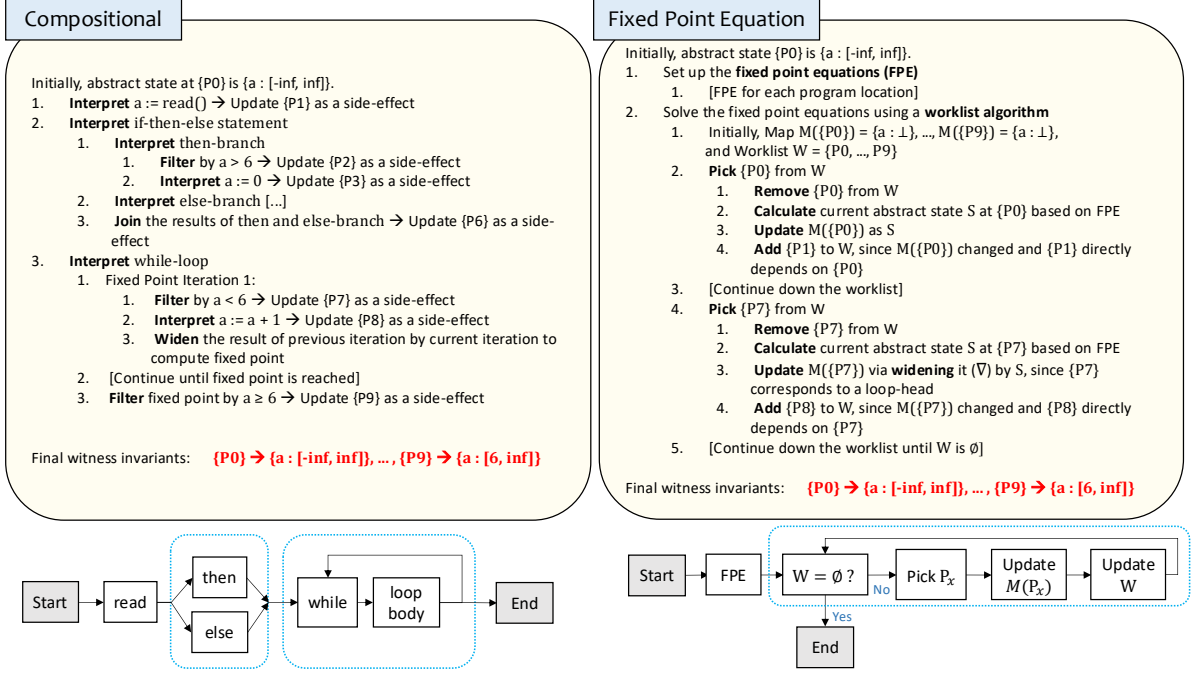 Compositional
Initially, abstract state at {P0} is {a : [-inf, inf]}.
1. Interpret a := read() → Update {P1} as a side-effect
2. Interpret if-then-else statement
1. Interpret then-branch
1. Filter by a > 6 → Update {P2} as a side-effect
2. Interpret a := 0 → Update {P3} as a side-effect
2. Interpret else-branch [...]
3. Join the results of then and else-branch → Update {P6} as a side-
effect
3. Interpret while-loop
1. Fixed Point Iteration 1:
1. Filter by a < 6 → Update {P7} as a side-effect
2. Interpret a := a + 1 → Update {P8} as a side-effect
3. Widen the result of previous iteration by current iteration to
compute fixed point
2. [Continue until fixed point is reached]
3. Filter fixed point by a ≥ 6 → Update {P9} as a side-effect
Final witness invariants: {P0} → {a : [-inf, inf]}, ... , {P9} → {a : [6, inf]}
Start
read
then
else
while
loop
body
End
Fixed Point Equation
Initially, abstract state {P0} is {a : [-inf, inf]}.
1. Set up the fixed point equations (FPE)
1. [FPE for each program location]
2. Solve the fixed point equations using a worklist algorithm
1. Initially, Map M({P0}) = {a : ⊥}, ..., M({P9}) = {a : ⊥},
and Worklist W = {P0, ..., P9}
2. Pick {P0} from W
1. Remove {P0} from W
2. Calculate current abstract state S at {P0} based on FPE
3. Update M({P0}) as S
4. Add {P1} to W, since M({P0}) changed and {P1} directly
depends on {P0}
3. [Continue down the worklist]
4. Pick {P7} from W
1. Remove {P7} from W
2. Calculate current abstract state S at {P7} based on FPE
3. Update M({P7}) via widening it (∇) by S, since {P7}
corresponds to a loop-head
4. Add {P8} to W, since M({P7}) changed and {P8} directly
depends on {P7}
5. [Continue down the worklist until W is ∅]
Final witness invariants: {P0} → {a : [-inf, inf]}, ... , {P9} → {a : [6, inf]}
Start
FPE
W = ∅ ?
No
Pick Pₓ
Update
M(Pₓ)
Update
W
Yes
End